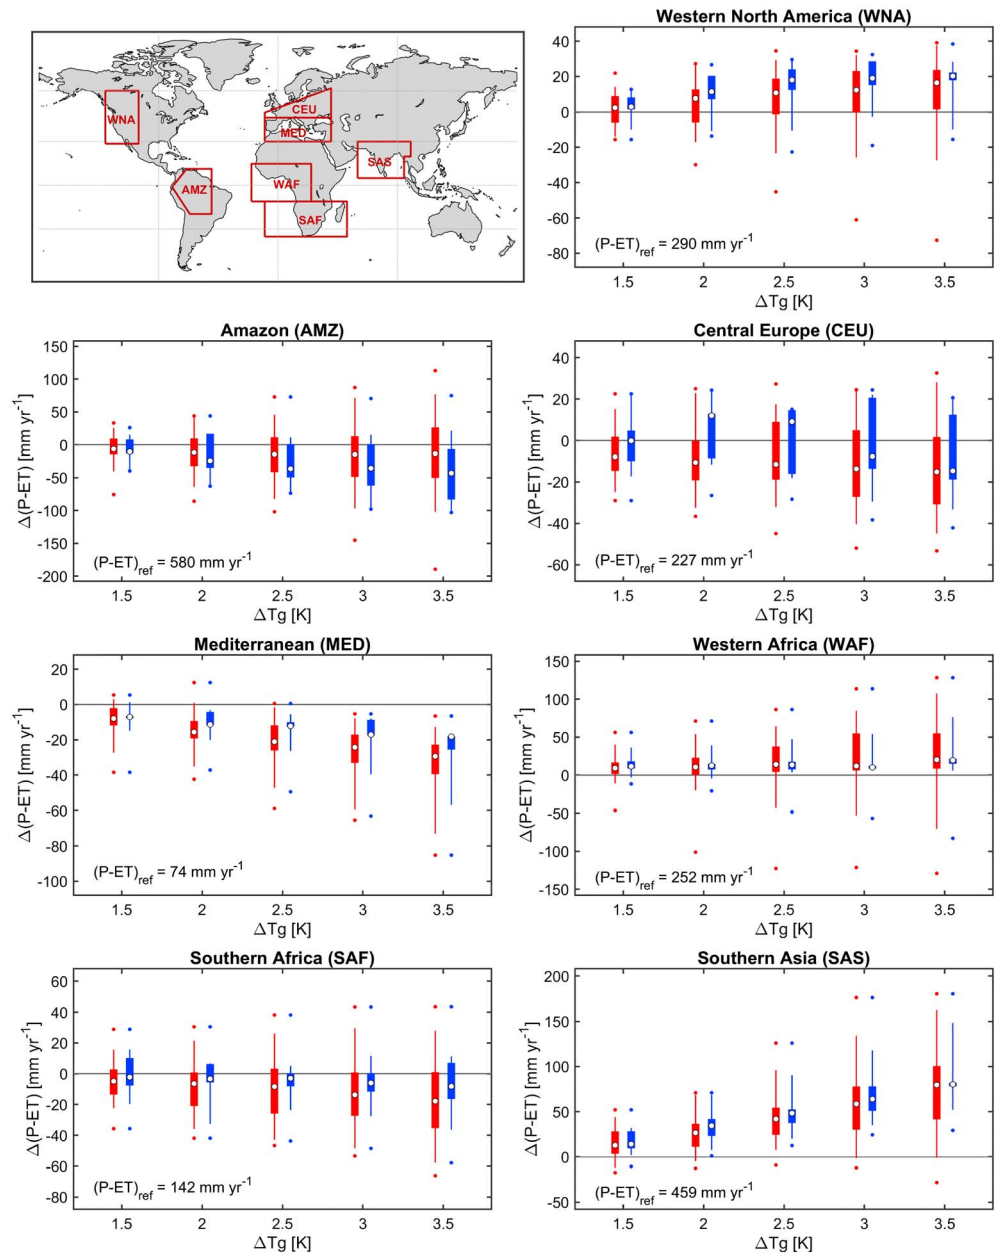 WNA
CEU
MED
SAS
WAF
AMZ
SAF
Western North America (WNA)
40
20
0
-20
-40
-60
-80
(P-ET)ref = 290 mm yr-1
1.5 2 2.5 3 3.5
ΔTg [K]
Amazon (AMZ)
Δ(P-ET) [mm yr-1]
150
100
50
0
-50
-100
-150
-200
(P-ET)ref = 580 mm yr-1
1.5 2 2.5 3 3.5
ΔTg [K]
Central Europe (CEU)
Δ(P-ET) [mm yr-1]
40
20
0
-20
-40
-60
(P-ET)ref = 227 mm yr-1
1.5 2 2.5 3 3.5
ΔTg [K]
Mediterranean (MED)
Δ(P-ET) [mm yr-1]
20
0
-20
-40
-60
-80
-100
(P-ET)ref = 74 mm yr-1
1.5 2 2.5 3 3.5
ΔTg [K]
Western Africa (WAF)
Δ(P-ET) [mm yr-1]
150
100
50
0
-50
-100
-150
(P-ET)ref = 252 mm yr-1
1.5 2 2.5 3 3.5
ΔTg [K]
Southern Africa (SAF)
Δ(P-ET) [mm yr-1]
60
40
20
0
-20
-40
-60
-80
(P-ET)ref = 142 mm yr-1
1.5 2 2.5 3 3.5
ΔTg [K]
Southern Asia (SAS)
Δ(P-ET) [mm yr-1]
200
150
100
50
0
-50
(P-ET)ref = 459 mm yr-1
1.5 2 2.5 3 3.5
ΔTg [K]